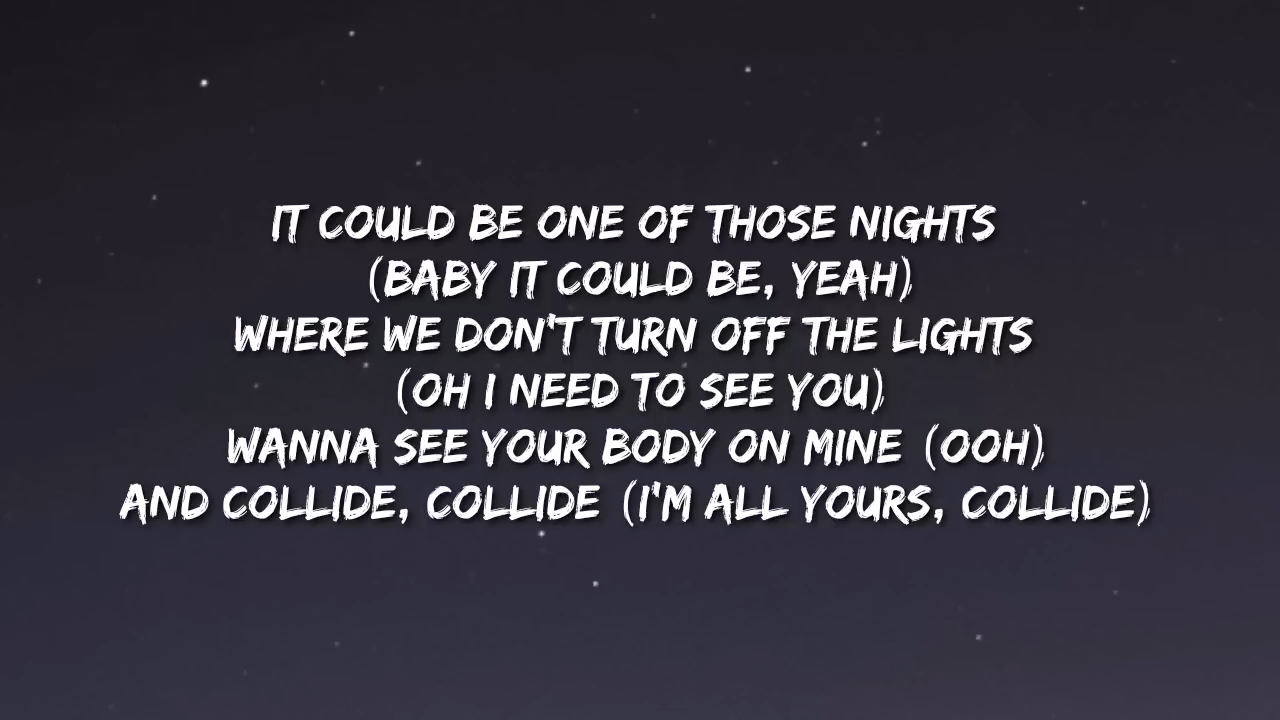 IT COULD BE ONE OF THOSE NIGHTS
(BABY IT COULD BE, YEAH)
WHERE WE DON'T TURN OFF THE LIGHTS
(OH I NEED TO SEE YOU)
WANNA SEE YOUR BODY ON MINE (OOH)
AND COLLIDE, COLLIDE (I'M ALL YOURS, COLLIDE)